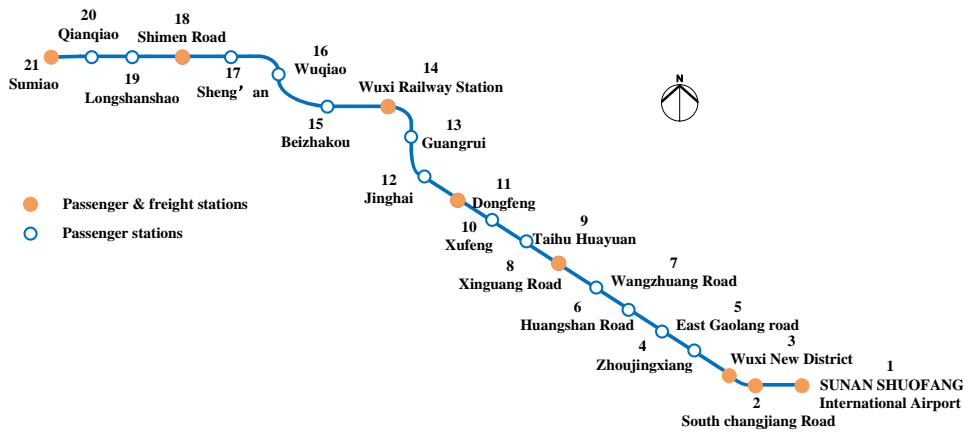 20
Qianqiao
18
Shimen Road
21
Sumiao
19
Longshanshao
17
Sheng’an
16
Wuqiao
15
Beizhakou
14
Wuxi Railway Station
N
13
Guangrui
12
Jinghai
11
Dongfeng
10
Xufeng
9
Taihu Huayuan
8
Xinguang Road
7
Wangzhuang Road
6
Huangshan Road
5
East Gaolang road
4
Zhoujingxiang
3
Wuxi New District
2
South changjiang Road
1
SUNAN SHUOFANG
International Airport
Passenger & freight stations
Passenger stations